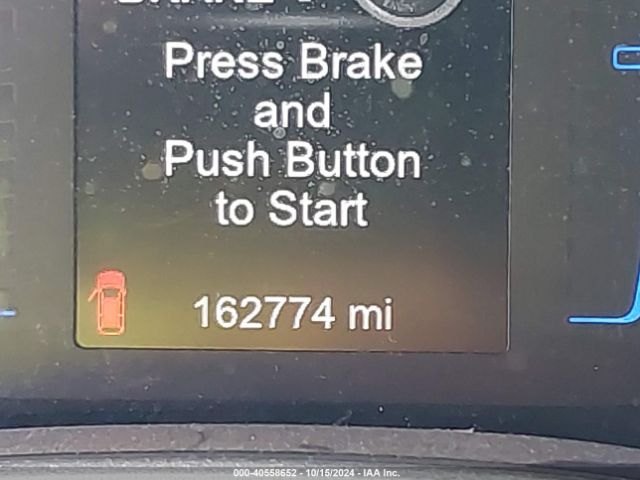 Press Brake
and
Push Button
to Start
162774 mi
000-40558652 - 10/15/2024 - IAA Inc.